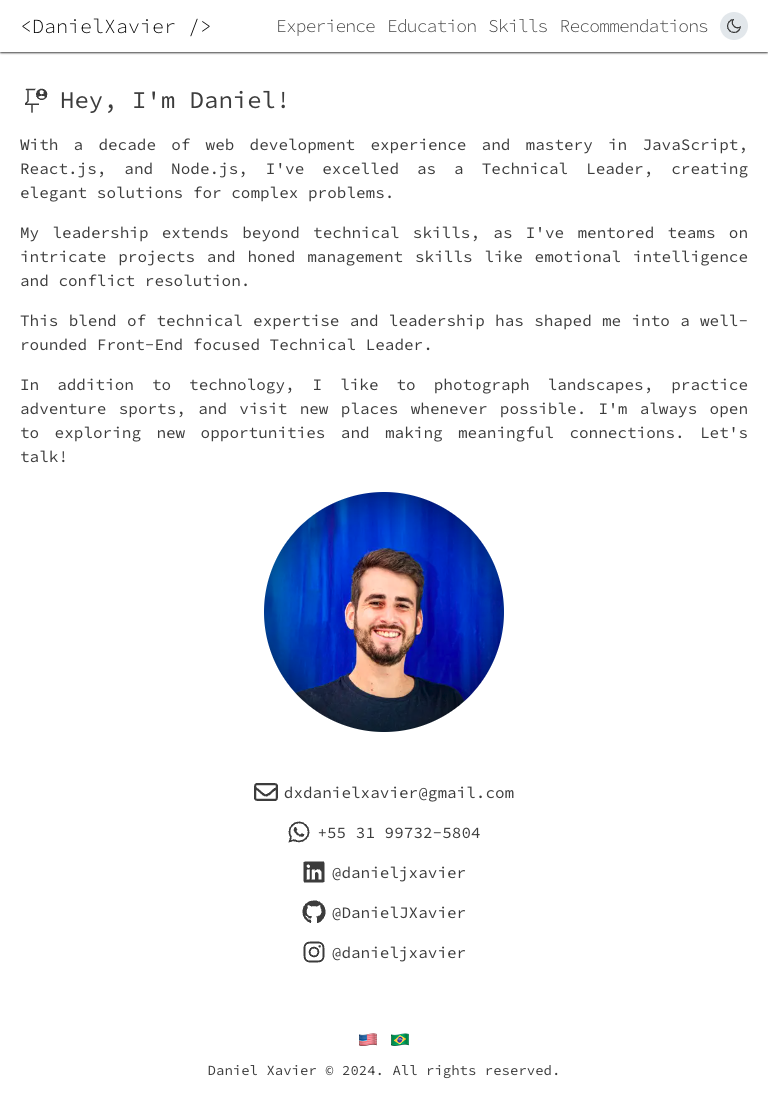 <DanielXavier />
Experience Education Skills Recommendations
Hey, I'm Daniel!
With a decade of web development experience and mastery in JavaScript,
React.js, and Node.js, I've excelled as a Technical Leader, creating
elegant solutions for complex problems.
My leadership extends beyond technical skills, as I've mentored teams on
intricate projects and honed management skills like emotional intelligence
and conflict resolution.
This blend of technical expertise and leadership has shaped me into a well-
rounded Front-End focused Technical Leader.
In addition to technology, I like to photograph landscapes, practice
adventure sports, and visit new places whenever possible. I'm always open
to exploring new opportunities and making meaningful connections. Let's
talk!
dxdanielxavier@gmail.com
+55 31 99732-5804
@danieljxavier
@DanielJXavier
@danieljxavier
Daniel Xavier © 2024. All rights reserved.